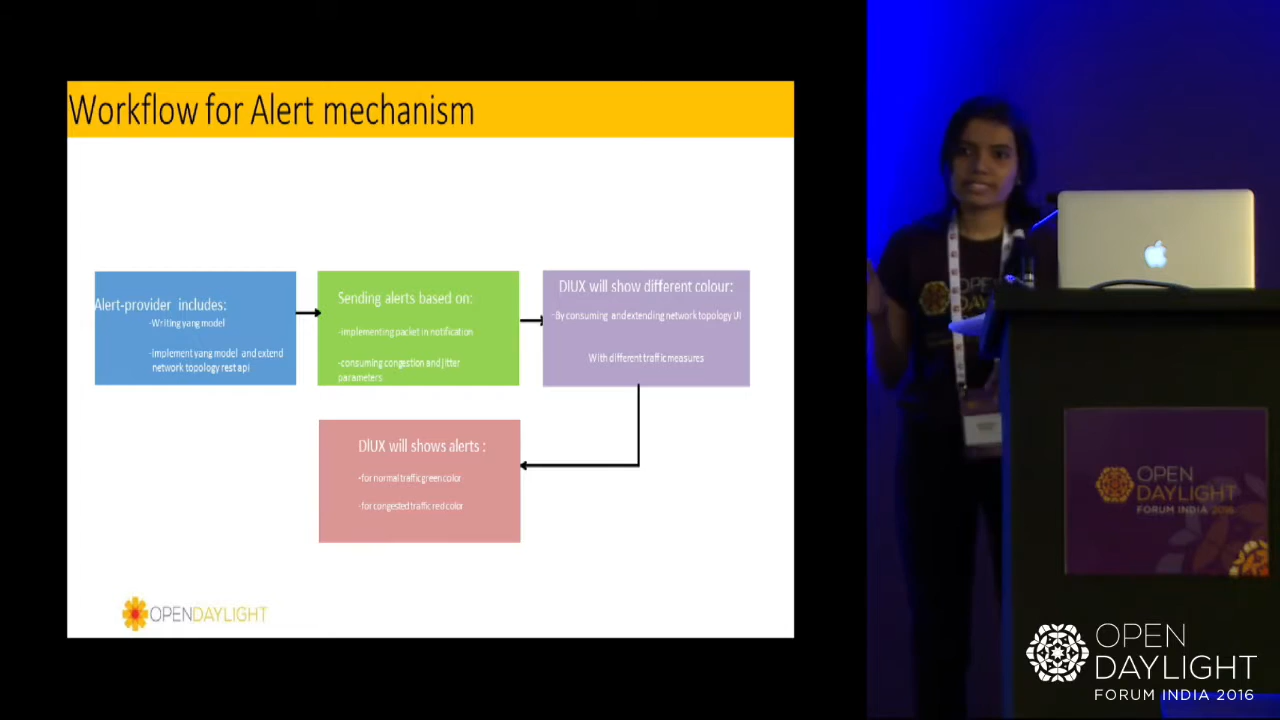 Workflow for Alert mechanism
Alert-provider includes:
-Writing yang model
-Implement yang model and extend
network topology rest api
Sending alerts based on:
-implementing packet in notification
-consuming congestion and jitter
parameters
DlUX will show different colour:
-By consuming and extending network topology UI
With different traffic measures
DlUX will shows alerts :
-for normal traffic green color
-for congested traffic red color
OPENDAYLIGHT
DAYL
OPEN
DAYLIGHT
FORUM INDIA 2016
OPEN
DAYLIGHT
FORUM INDIA 2016